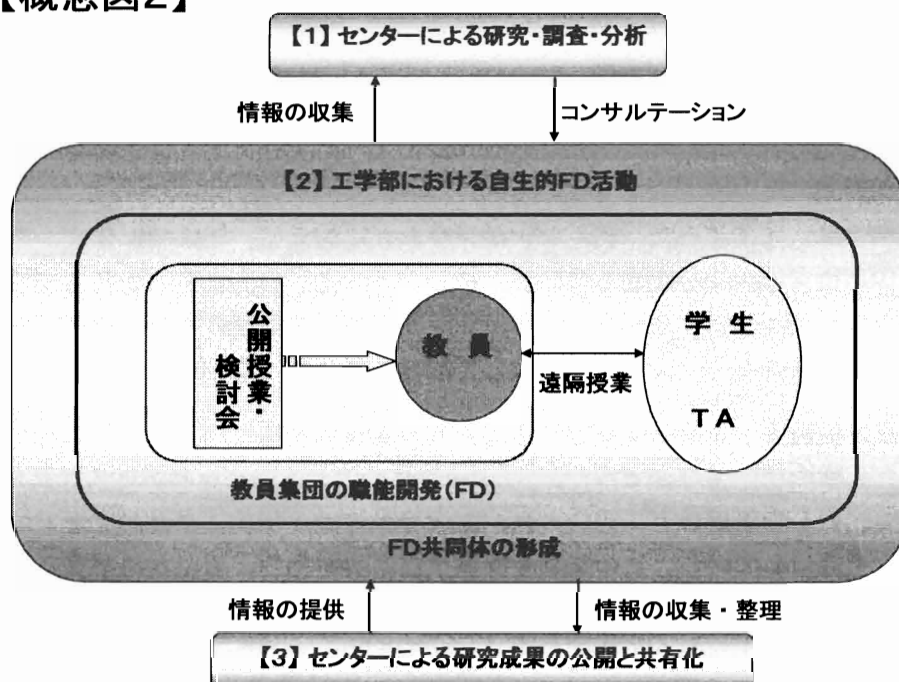 【概念図2】
【1】センターによる研究・調査・分析
情報の収集
コンサルテーション
【2】工学部における自生的FD活動
公開授業・
検討会
教員
遠隔授業
学生
TA
教員集団の職能開発(FD)
FD共同体の形成
情報の提供
情報の収集・整理
【3】センターによる研究成果の公開と共有化